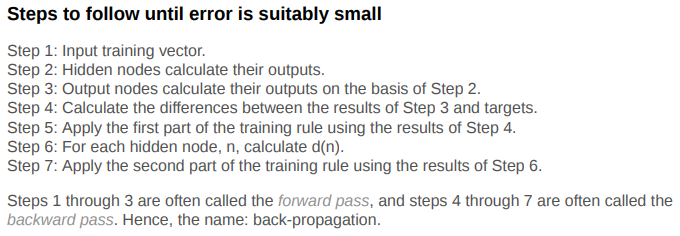 Steps to follow until error is suitably small
Step 1: Input training vector.
Step 2: Hidden nodes calculate their outputs.
Step 3: Output nodes calculate their outputs on the basis of Step 2.
Step 4: Calculate the differences between the results of Step 3 and targets.
Step 5: Apply the first part of the training rule using the results of Step 4.
Step 6: For each hidden node, n, calculate d(n).
Step 7: Apply the second part of the training rule using the results of Step 6.
Steps 1 through 3 are often called the forward pass, and steps 4 through 7 are often called the
backward pass. Hence, the name: back-propagation.